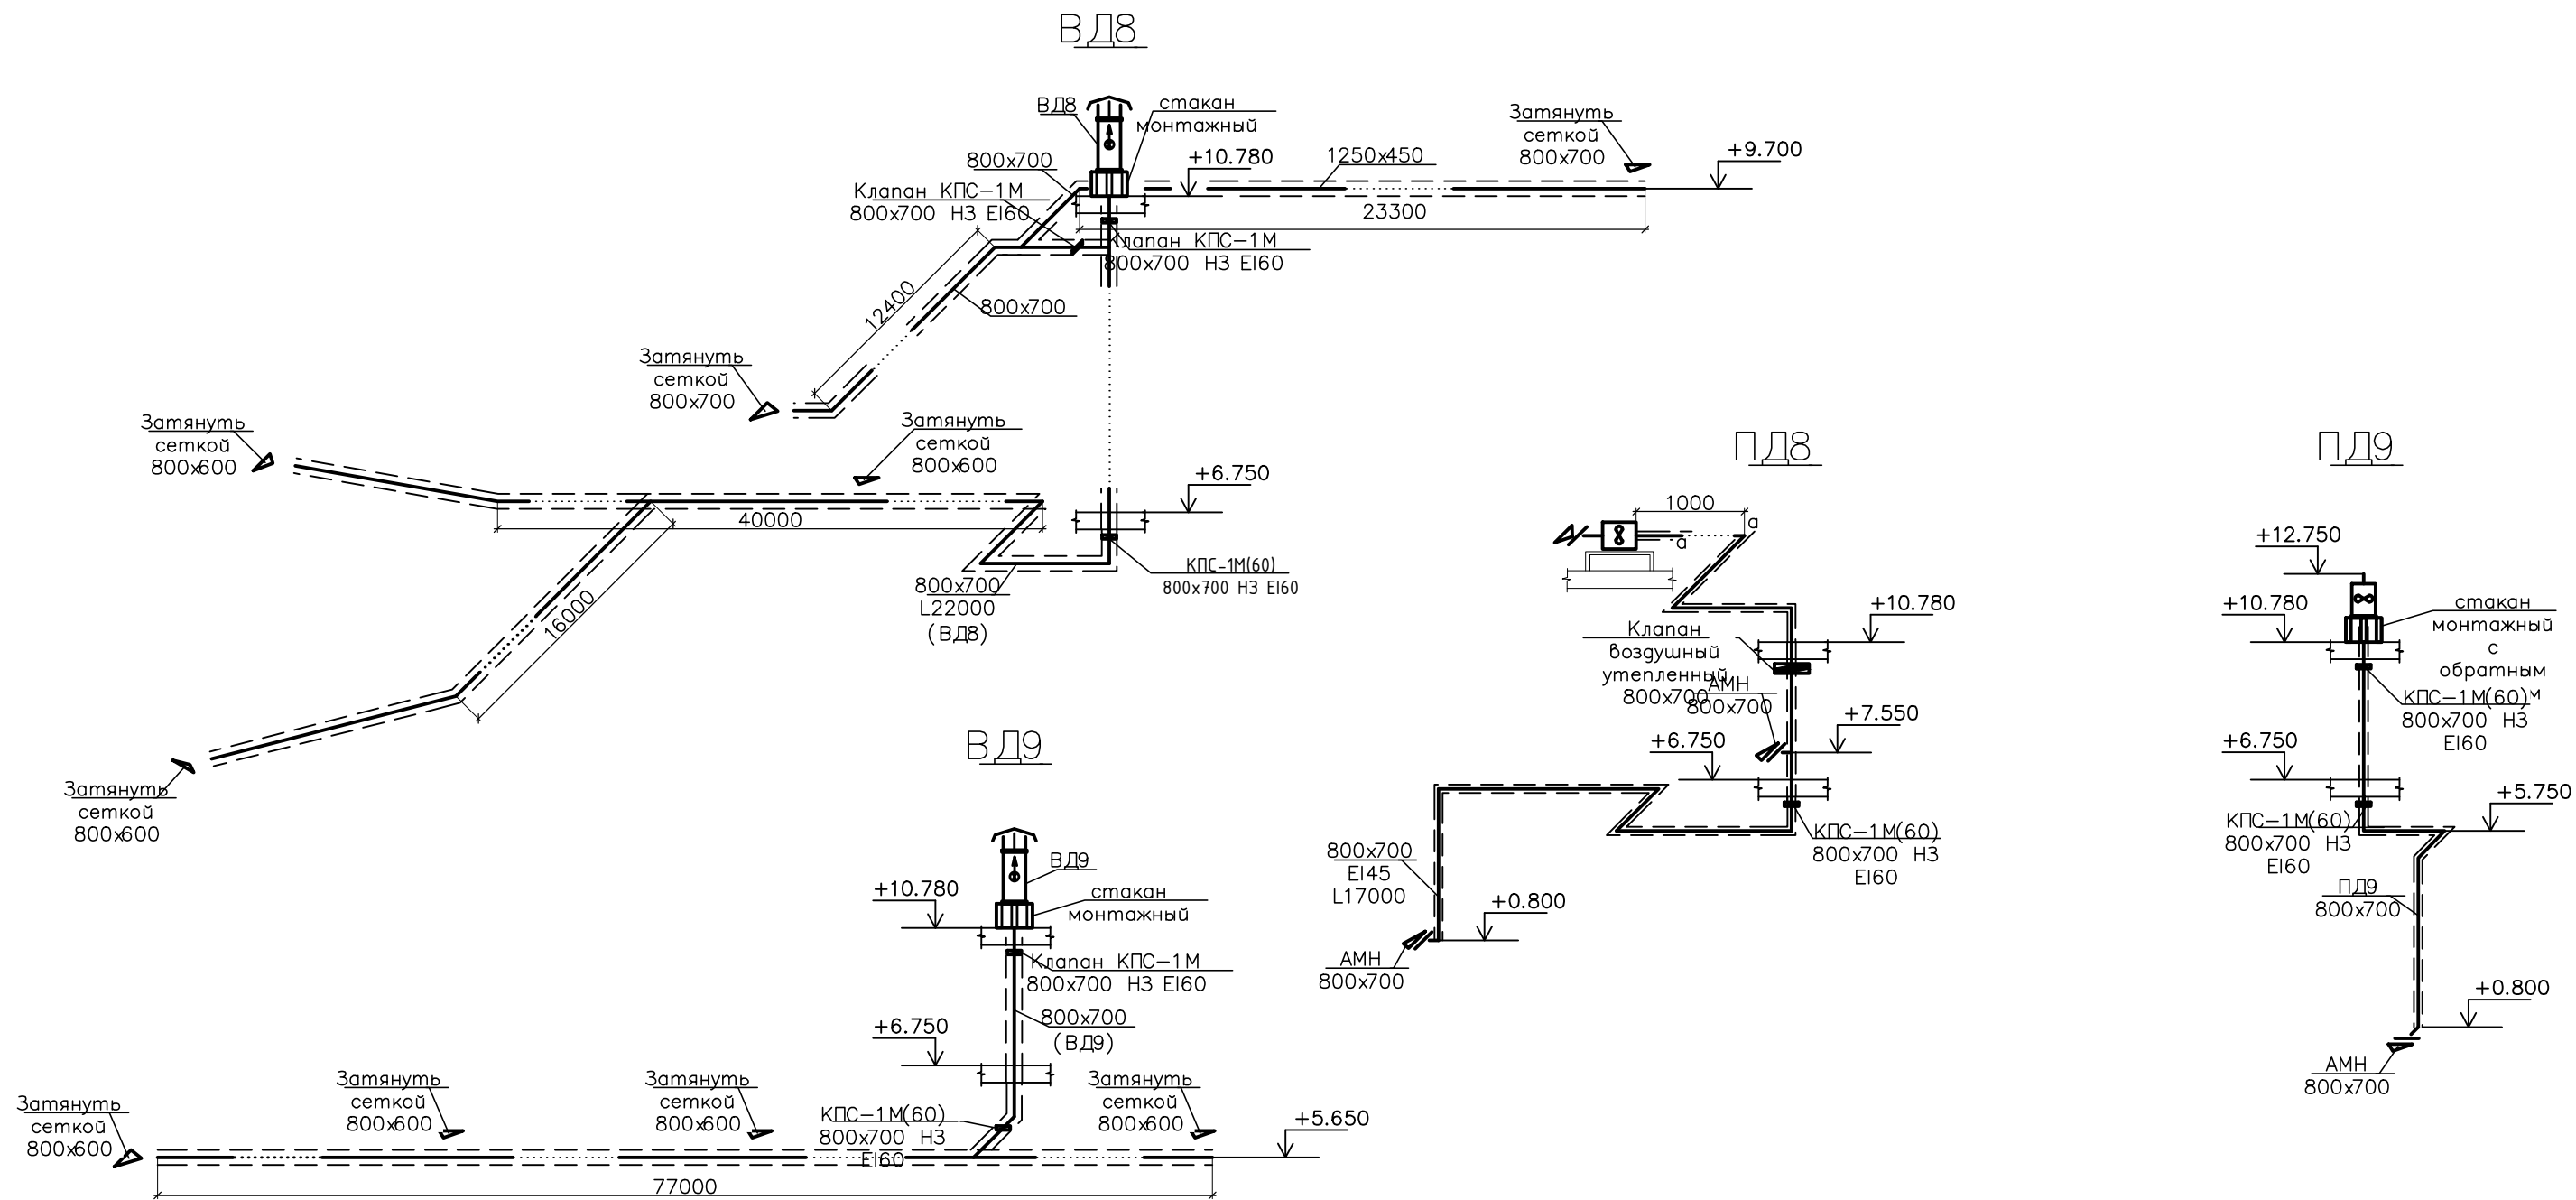 ВД8
ВД8
стакан
монтажный
Затянуть
сеткой
800х700
+9.700
1250х450
+10.780
800х700
Клапан КПС-1М
800х700 НЗ EI60
23300
Клапан КПС-1М
800х700 НЗ EI60
12400
800х700
Затянуть
сеткой
800х700
Затянуть
сеткой
800х600
Затянуть
сеткой
800х600
+6.750
40000
КПС-1М(60)
800х700 НЗ EI60
800х700
L22000
(ВД8)
16000
Затянуть
сеткой
800х600
ВД9
ВД9
+10.780
стакан
монтажный
Клапан КПС-1М
800х700 НЗ EI60
800х700
(ВД9)
+6.750
Затянуть
сеткой
800х600
Затянуть
сеткой
800х600
Затянуть
сеткой
800х600
Затянуть
сеткой
800х600
КПС-1М(60)
800х700 НЗ
EI60
+5.650
77000
ПД8
1000
а
а
+10.780
Клапан
воздушный
утепленный
800х700
АМН
800х700
+7.550
+6.750
КПС-1М(60)
800х700 НЗ
EI60
800х700
EI45
L17000
+0.800
АМН
800х700
ПД9
+12.750
+10.780
стакан
монтажный
с
обратным
КПС-1М(60)
800х700 НЗ
EI60
+6.750
+5.750
КПС-1М(60)
800х700 НЗ
EI60
ПД9
800х700
+0.800
АМН
800х700